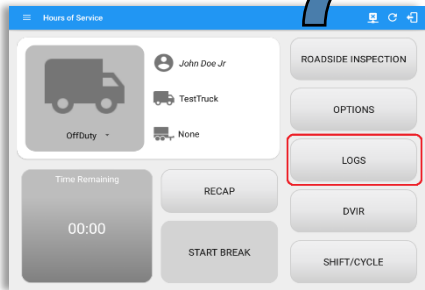 Hours of Service
John Doe Jr
TestTruck
None
OffDuty
Time Remaining
00:00
RECAP
START BREAK
ROADSIDE INSPECTION
OPTIONS
LOGS
DVIR
SHIFT/CYCLE